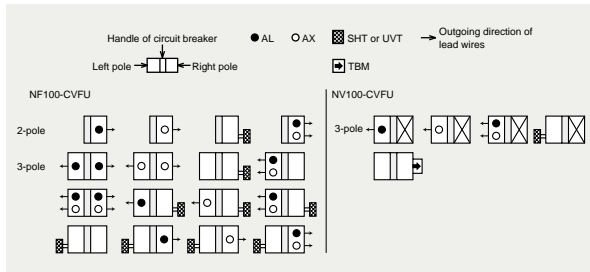 Handle of circuit breaker
AL
AX
SHT or UVT
Outgoing direction of
lead wires
Left pole
Right pole
TBM
NF100-CVFU
NV100-CVFU
2-pole
3-pole
3-pole